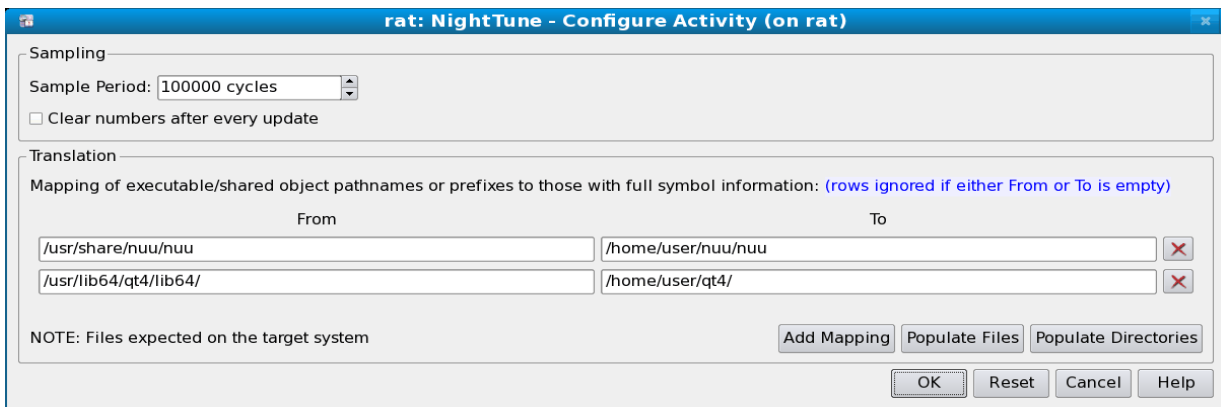 rat: NightTune - Configure Activity (on rat)
Sampling
Sample Period: 100000 cycles
Clear numbers after every update
Translation
Mapping of executable/shared object pathnames or prefixes to those with full symbol information: (rows ignored if either From or To is empty)
From To
/usr/share/nuu/nuu /home/user/nuu/nuu
/usr/lib64/qt4/lib64/ /home/user/qt4/
NOTE: Files expected on the target system Add Mapping Populate Files Populate Directories
OK Reset Cancel Help